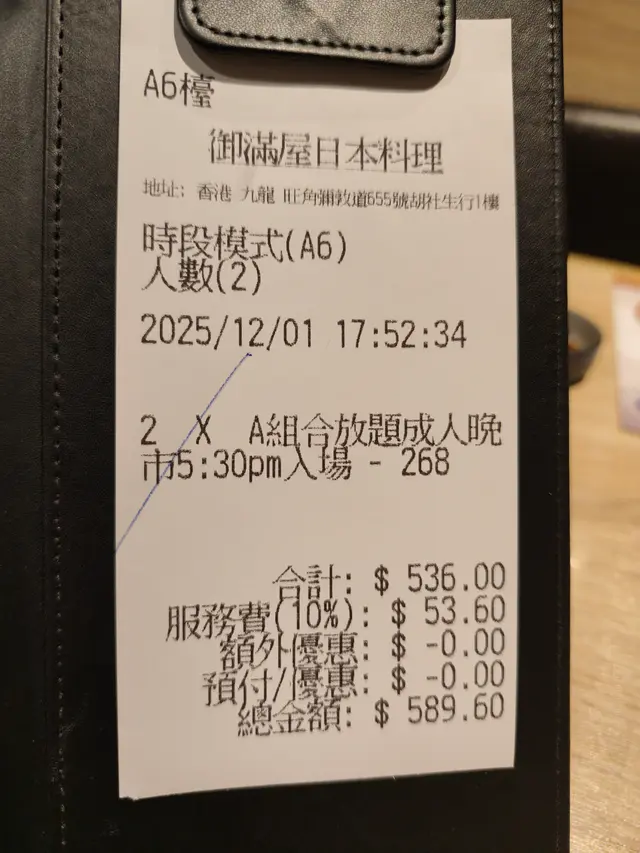 A6檯
御滿屋日本料理
地址: 香港 九龍 旺角彌敦道655號胡社生行1樓
時段模式(A6)
人數(2)
2025/12/01 17:52:34
2 X A組合放題成人晚
市5:30pm入場 - 268
合計: $ 536.00
服務費(10%): $ 53.60
額外優惠: $ -0.00
預付/優惠: $ -0.00
總金額: $ 589.60